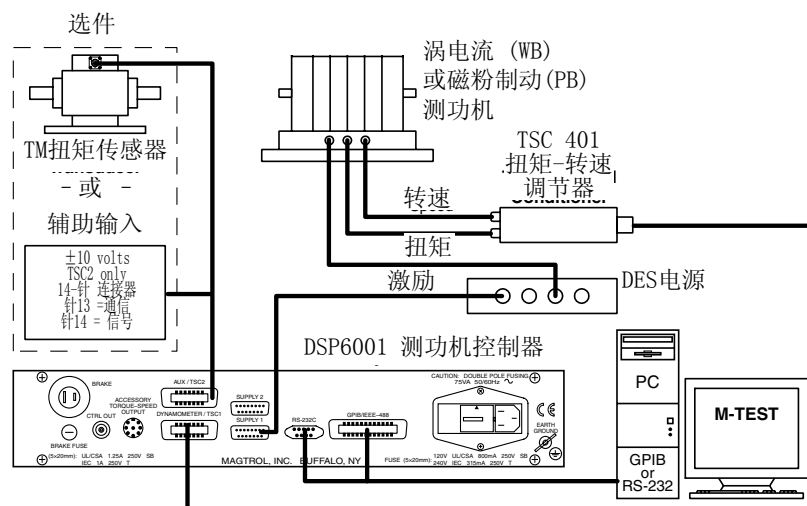 选件
TM扭矩传感器
- 或 -
辅助输入
±10 volts
TSC2 only
14-针 连接器
针13 =通信
针14 = 信号
涡电流 (WB)
或磁粉制动(PB)
测功机
TSC 401
扭矩-转速
调节器
转速
扭矩
激励
DES电源
DSP6001 测功机控制器
BRAKE
BRAKE FUSE
CTRL OUT
ACCESSORY
TORQUE–SPEED
OUTPUT
AUX / TSC2
DYNAMOMETER / TSC1
SUPPLY 2
SUPPLY 1
RS-232C
GPIB/IEEE-488
CAUTION: DOUBLE POLE FUSING
75VA 50/60Hz
CE
EARTH
GROUND
(5×20mm): UL/CSA 1.25A 250V SB
IEC 1A 250V T
MAGTROL, INC. BUFFALO, NY
FUSE (5×20mm): 120V UL/CSA 800mA 250V SB
240V IEC 315mA 250V T
PC
GPIB
or
RS-232
M-TEST